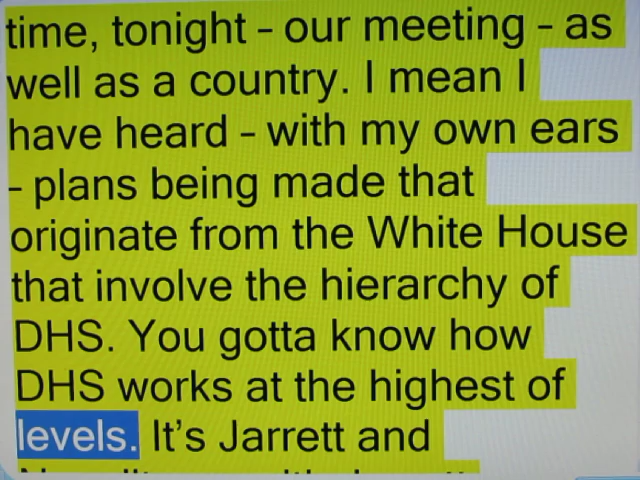 time, tonight – our meeting – as
well as a country. I mean I
have heard – with my own ears
– plans being made that
originate from the White House
that involve the hierarchy of
DHS. You gotta know how
DHS works at the highest of
levels. It's Jarrett and